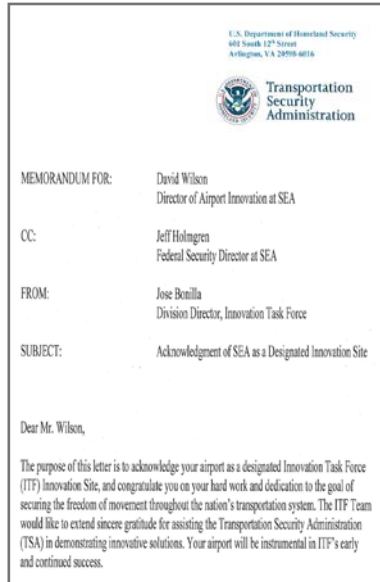 U.S. Department of Homeland Security
601 South 12th Street
Arlington, VA 20598-6016
Transportation
Security
Administration
MEMORANDUM FOR: David Wilson
Director of Airport Innovation at SEA
CC: Jeff Holmgren
Federal Security Director at SEA
FROM: Jose Bonilla
Division Director, Innovation Task Force
SUBJECT: Acknowledgment of SEA as a Designated Innovation Site
Dear Mr. Wilson,
The purpose of this letter is to acknowledge your airport as a designated Innovation Task Force
(ITF) Innovation Site, and congratulate you on your hard work and dedication to the goal of
securing the freedom of movement throughout the nation's transportation system. The ITF Team
would like to extend sincere gratitude for assisting the Transportation Security Administration
(TSA) in demonstrating innovative solutions. Your airport will be instrumental in ITF's early
and continued success.